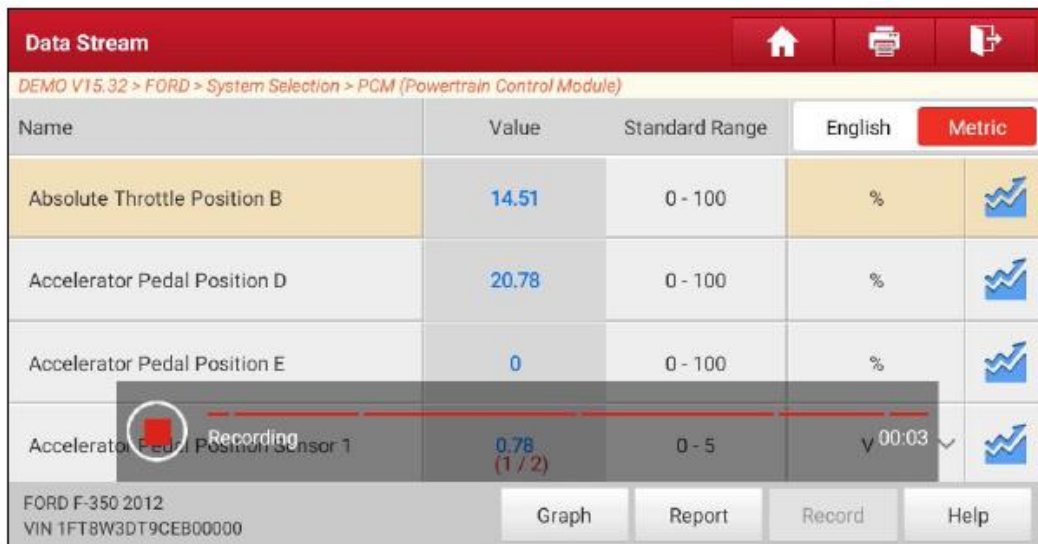 Data Stream
DEMO V15.32 > FORD > System Selection > PCM (Powertrain Control Module)
Name Value Standard Range English Metric
Absolute Throttle Position B 14.51 0 - 100 %
Accelerator Pedal Position D 20.78 0 - 100 %
Accelerator Pedal Position E 0 0 - 100 %
Accelerator Pedal Position Sensor 1 0.78 0 - 5 V
Recording 00:03
(1 / 2)
FORD F-350 2012
VIN 1FT8W3DT9CEB00000
Graph Report Record Help